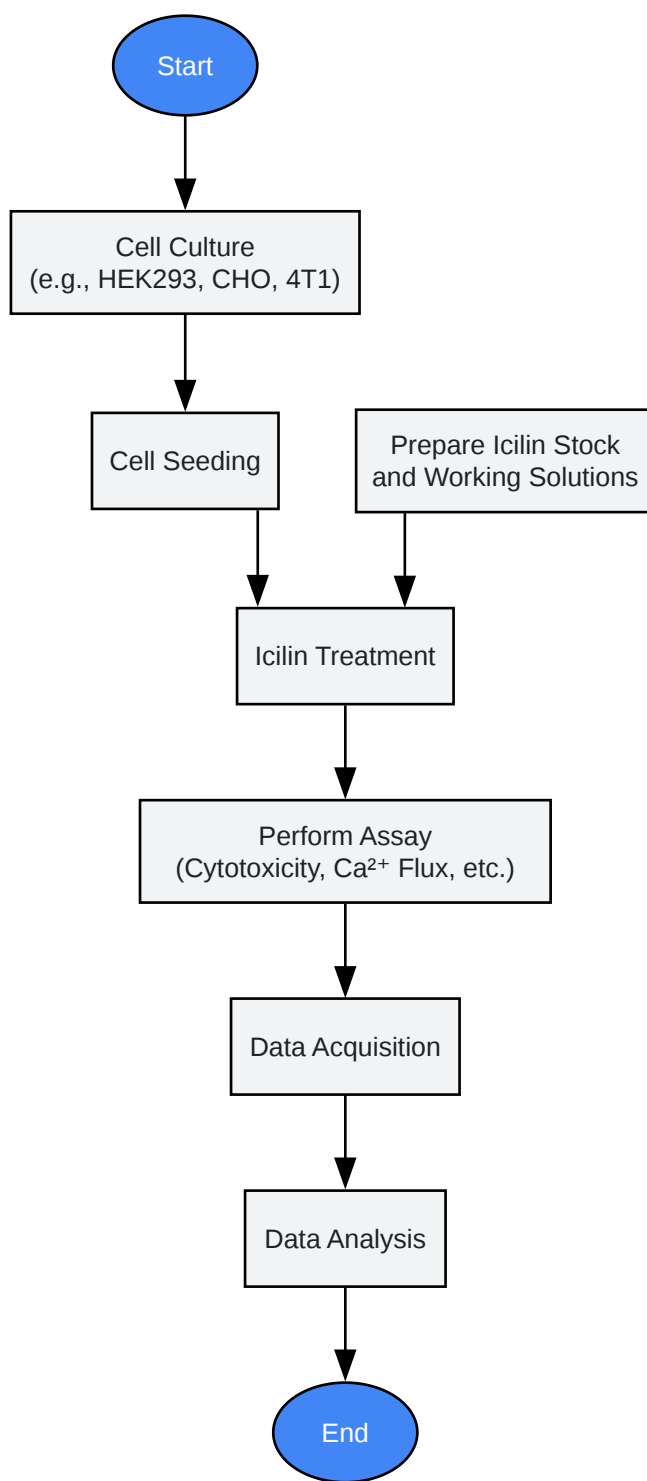 Start
Cell Culture
(e.g., HEK293, CHO, 4T1)
Cell Seeding
Prepare Icilin Stock
and Working Solutions
Icilin Treatment
Perform Assay
(Cytotoxicity, Ca²⁺ Flux, etc.)
Data Acquisition
Data Analysis
End